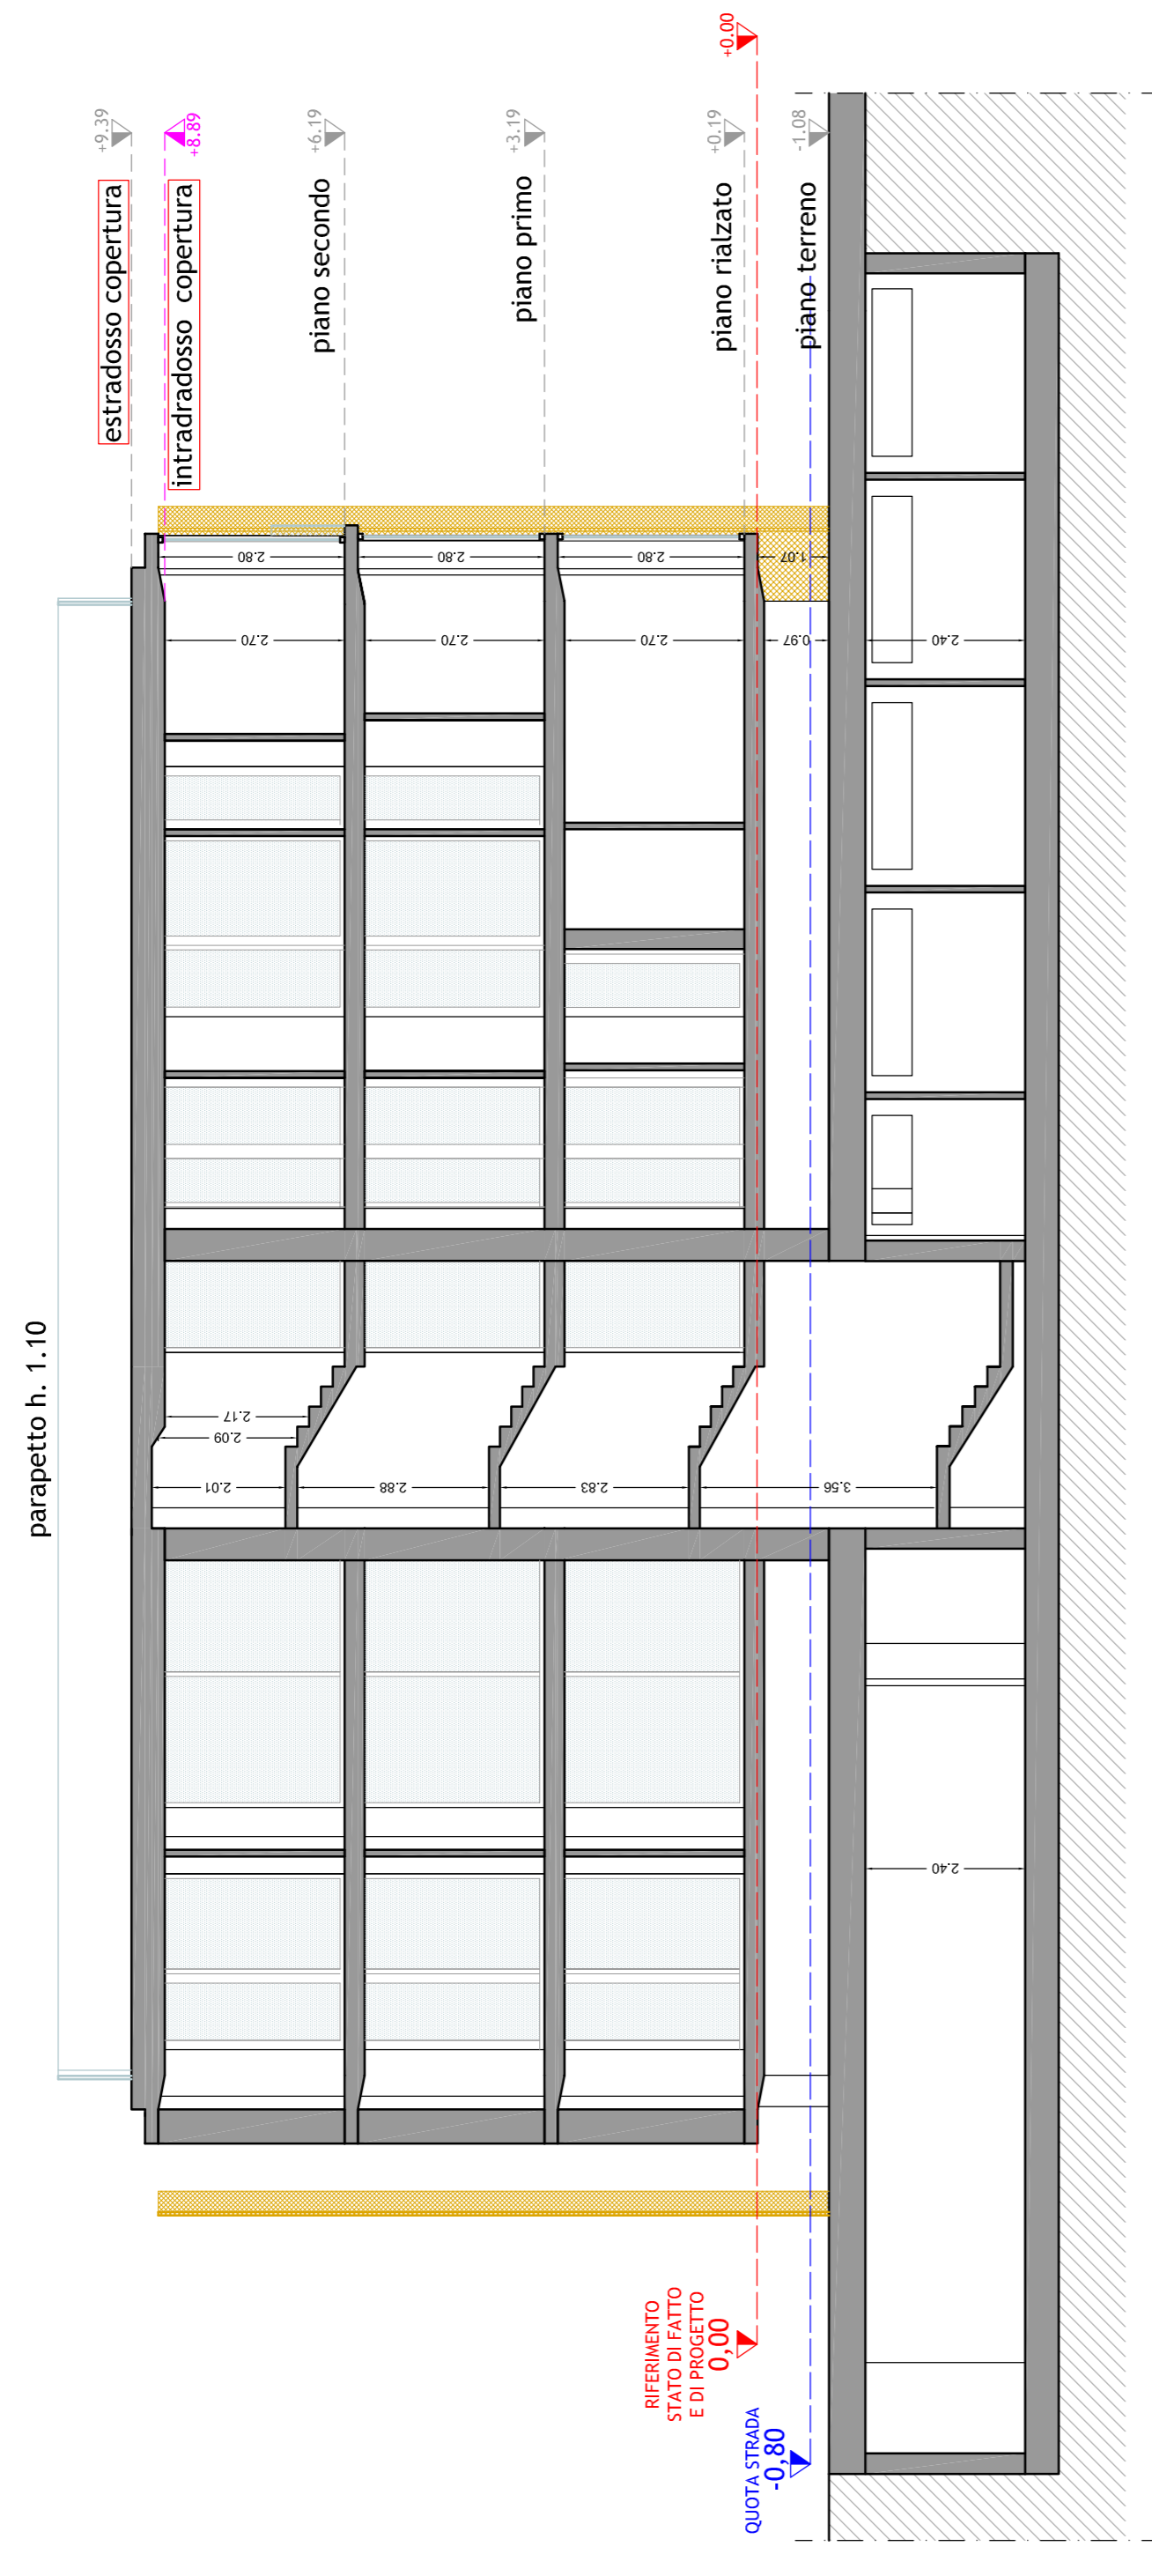 parapetto h. 1.10
+9.39
estradosso copertura
+8.89
intradradosso copertura
+6.19
piano secondo
+3.19
piano primo
+0.19
piano rialzato
+0.00
-1.08
piano terreno
2.80
2.80
2.80
1.07
2.70
2.70
2.70
0.97
2.40
2.17
2.09
2.01
2.88
2.83
3.56
2.40
RIFERIMENTO
STATO DI FATTO
E DI PROGETTO
0,00
QUOTA STRADA
-0,80